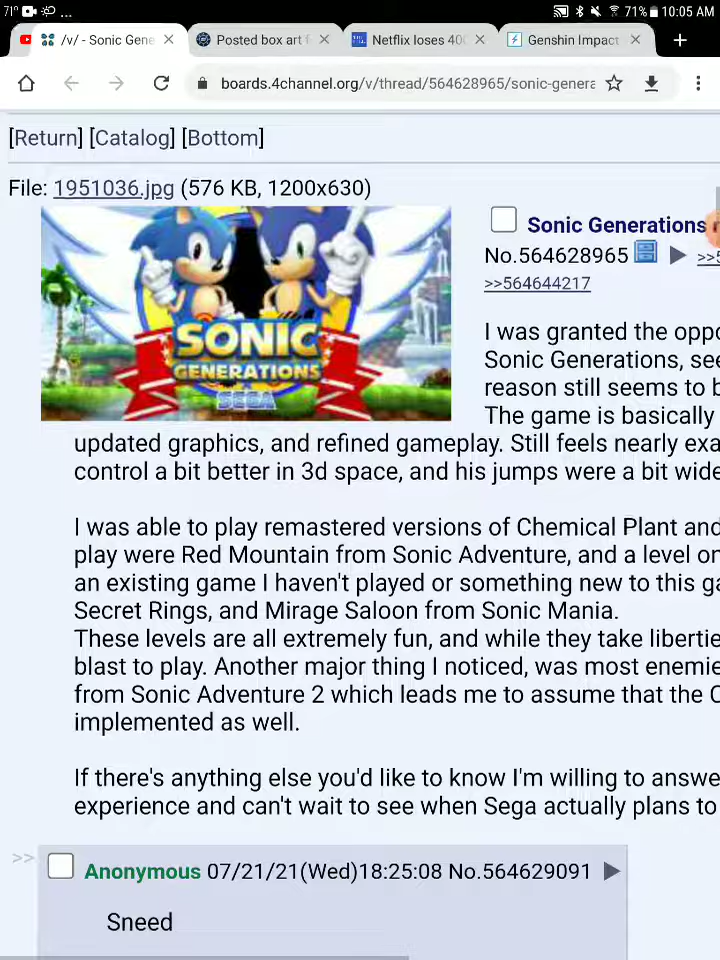 71° ... 71% 10:05 AM
/v/ - Sonic Gene × Posted box art f × Netflix loses 400 × Genshin Impact × +
boards.4channel.org/v/thread/564628965/sonic-genera
[Return] [Catalog] [Bottom]
File: 1951036.jpg (576 KB, 1200x630)
SONIC
GENERATIONS
SEGA
Sonic Generations r
No.564628965 ▶ >>5
>>564644217
I was granted the oppo
Sonic Generations, see
reason still seems to b
The game is basically
updated graphics, and refined gameplay. Still feels nearly exa
control a bit better in 3d space, and his jumps were a bit wide
I was able to play remastered versions of Chemical Plant and
play were Red Mountain from Sonic Adventure, and a level on
an existing game I haven't played or something new to this ga
Secret Rings, and Mirage Saloon from Sonic Mania.
These levels are all extremely fun, and while they take libertie
blast to play. Another major thing I noticed, was most enemie
from Sonic Adventure 2 which leads me to assume that the C
implemented as well.
If there's anything else you'd like to know I'm willing to answe
experience and can't wait to see when Sega actually plans to
>> Anonymous 07/21/21(Wed)18:25:08 No.564629091 ▶
Sneed